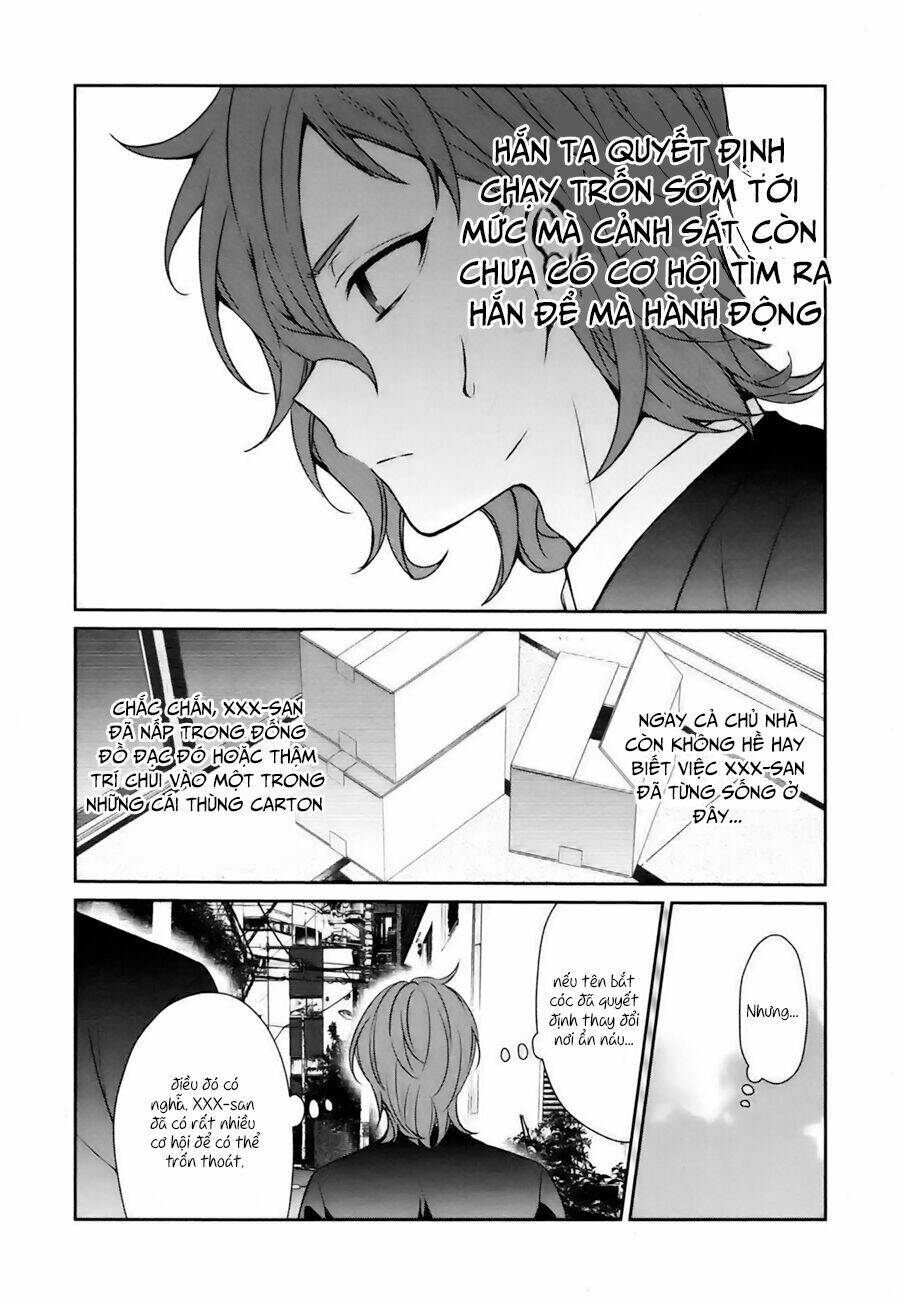 HẮN TA QUYẾT ĐỊNH
CHẠY TRỐN SỚM TỚI
MỨC MÀ CẢNH SÁT CÒN
CHƯA CÓ CƠ HỘI TÌM RA
HẮN ĐỂ MÀ HÀNH ĐỘNG
NGAY CẢ CHỦ NHÀ
CÒN KHÔNG HỀ HAY
BIẾT VIỆC XXX-SAN
ĐÃ TỪNG SỐNG Ở
ĐÂY...
CHẮC CHẮN, XXX-SAN
ĐÃ NẤP TRONG ĐỐNG
ĐỒ ĐẠC ĐÓ HOẶC THẬM
TRÍ CHUI VÀO MỘT TRONG
NHỮNG CÁI THÙNG CARTON
Nhưng...
nếu tên bắt
cóc đã quyết
định thay đổi
nơi ẩn náu...
điều đó có
nghĩa, XXX-san
đã có rất nhiều
cơ hội để có thể
trốn thoát.